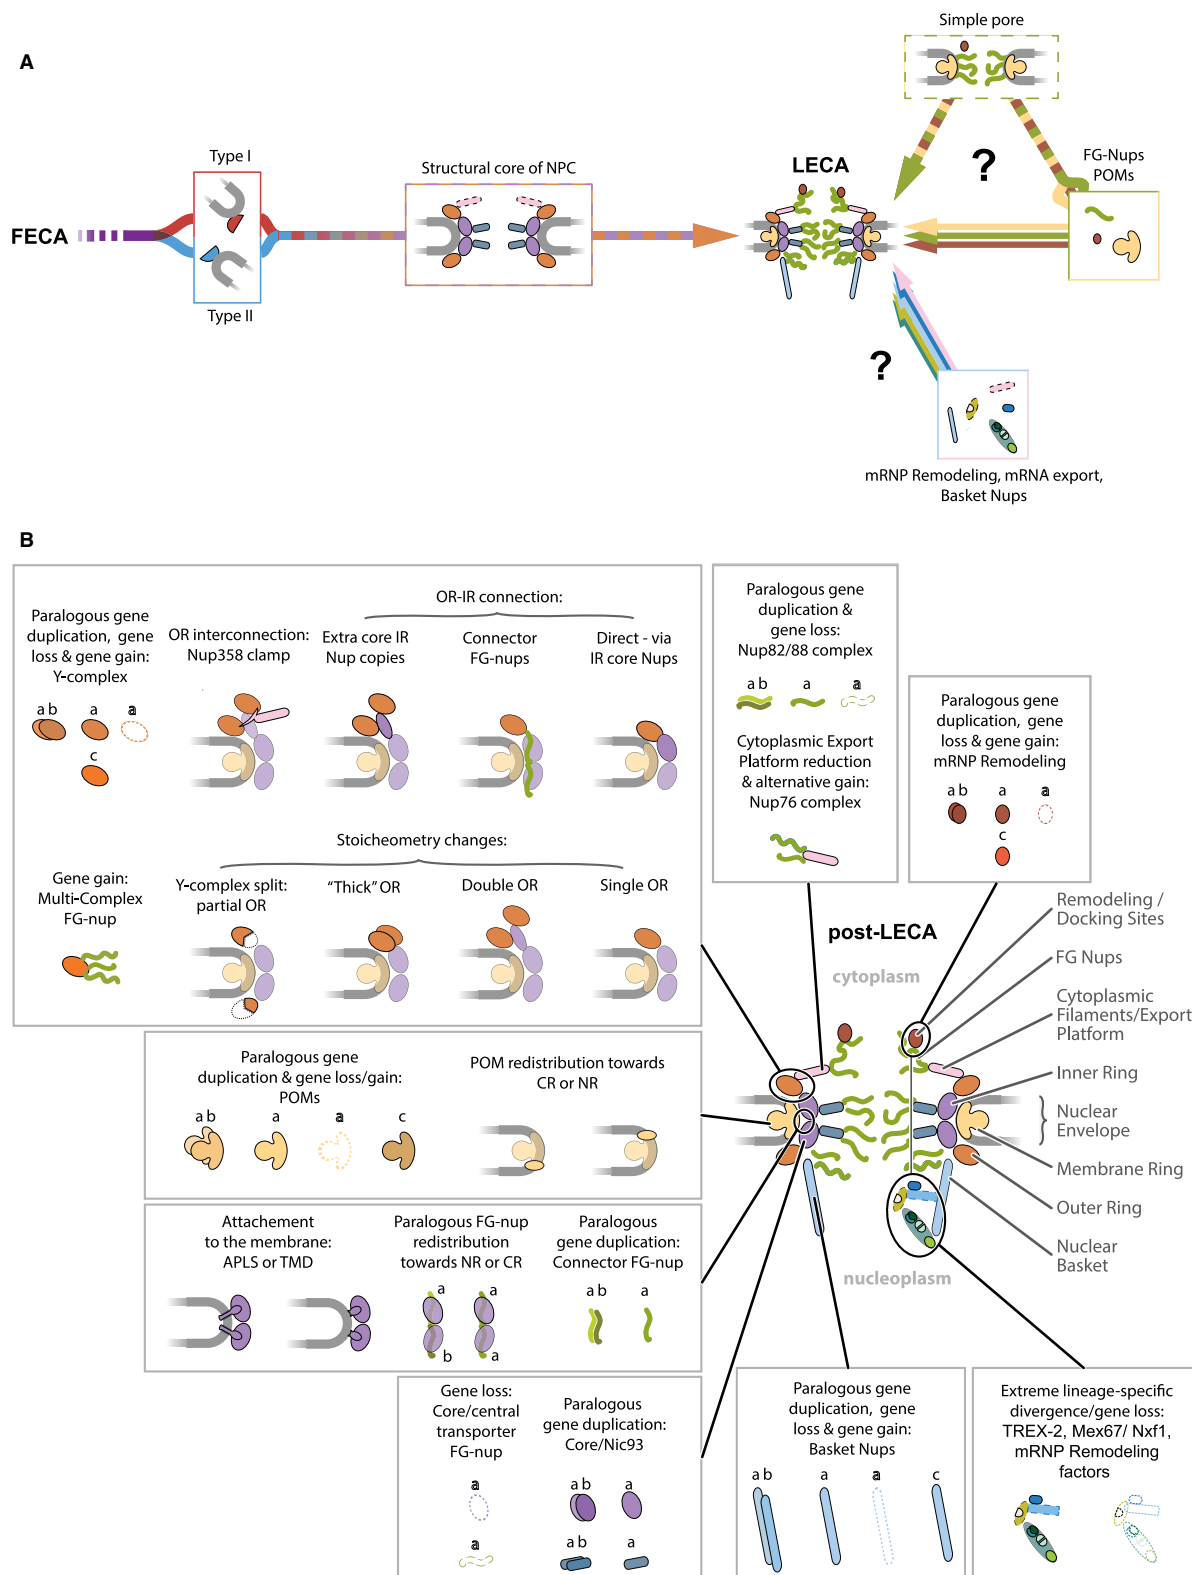 A
Simple pore
Type I
Structural core of NPC
LECA
?
FG-Nups
POMs
FECA
Type II
?
mRNP Remodeling, mRNA export,
Basket Nups
B
Paralogous gene
duplication, gene
loss & gene gain:
Y-complex
a b
a
a
c
OR interconnection:
Nup358 clamp
OR-IR connection:
Extra core IR
Nup copies
Connector
FG-nups
Direct - via
IR core Nups
Gene gain:
Multi-Complex
FG-nup
Stoicheometry changes:
Y-complex split:
partial OR
“Thick” OR
Double OR
Single OR
Paralogous gene
duplication &
gene loss:
Nup82/88 complex
a b
a
a
Cytoplasmic Export
Platform reduction
& alternative gain:
Nup76 complex
Paralogous gene
duplication, gene
loss & gene gain:
mRNP Remodeling
a b
a
a
c
post-LECA
cytoplasm
Remodeling /
Docking Sites
FG Nups
Cytoplasmic
Filaments/Export
Platform
Inner Ring
Nuclear
Envelope
Membrane Ring
Outer Ring
Nuclear
Basket
nucleoplasm
Paralogous gene
duplication & gene loss/gain:
POMs
a b
a
a
c
POM redistribution towards
CR or NR
Attachement
to the membrane:
APLS or TMD
Paralogous FG-nup
redistribution
towards NR or CR
a
a
b
a
Paralogous
gene duplication:
Connector FG-nup
a b
a
Gene loss:
Core/central
transporter
FG-nup
a
a
Paralogous
gene duplication:
Core/Nic93
a b
a
a b
a
Paralogous gene
duplication, gene
loss & gene gain:
Basket Nups
a b
a
a
c
Extreme lineage-specific
divergence/gene loss:
TREX-2, Mex67/ Nxf1,
mRNP Remodeling
factors